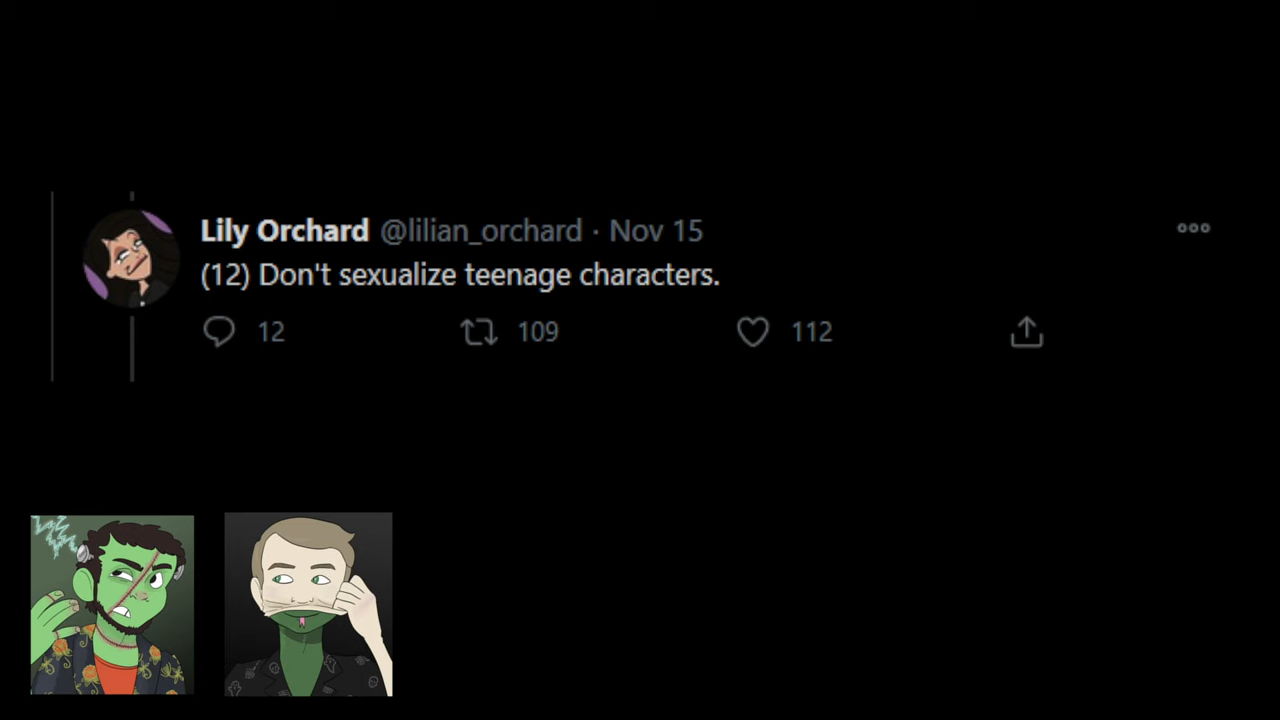 Lily Orchard @lilian_orchard · Nov 15
(12) Don't sexualize teenage characters.
12 109 112